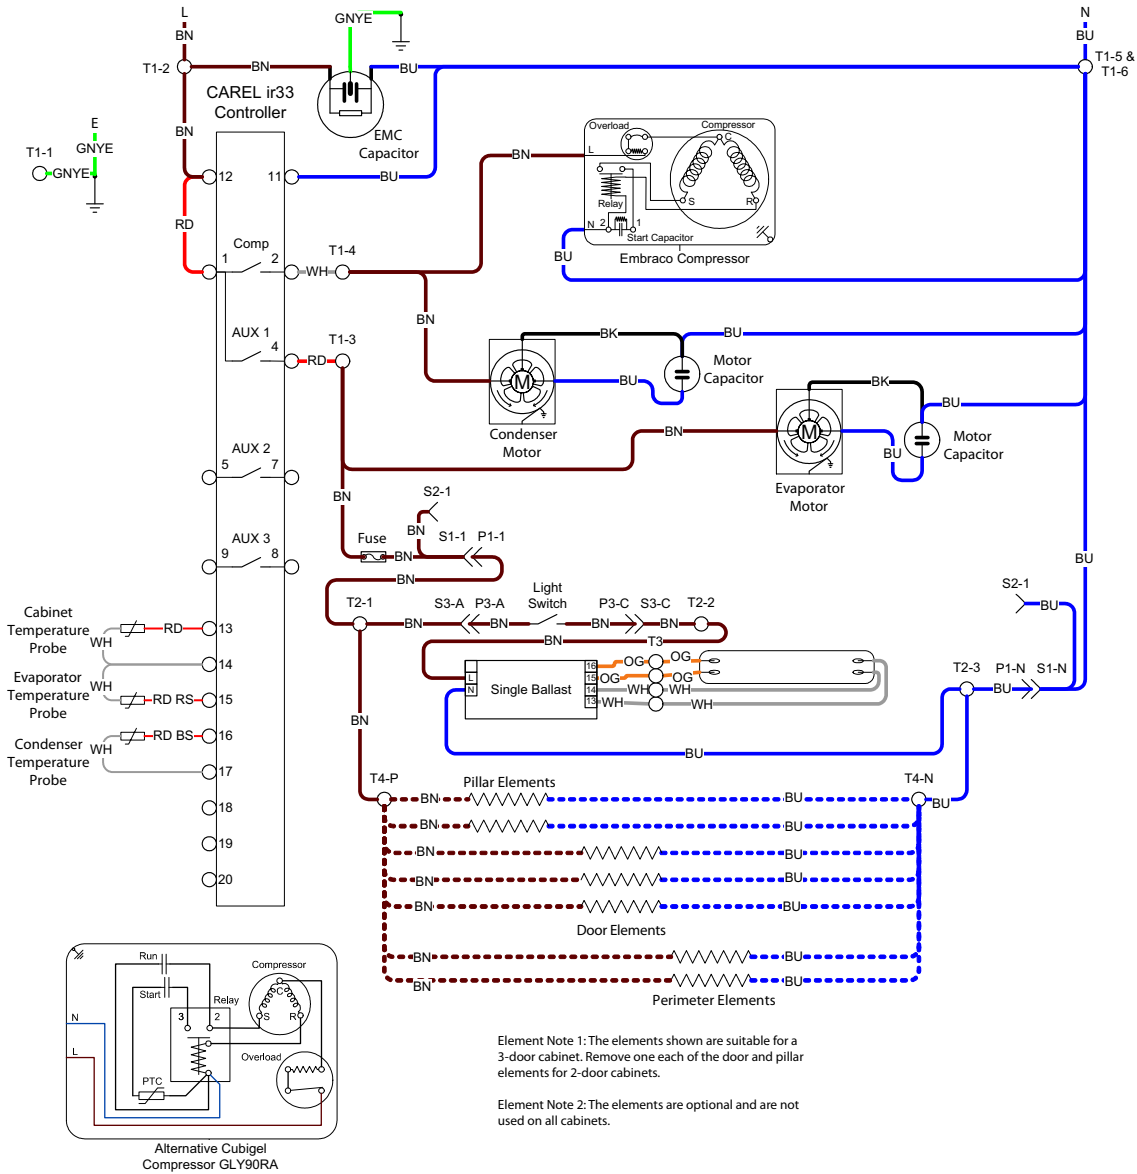 L
BN
GNYE
N
BU
T1-2
BN
BU
T1-5 &
T1-6
CAREL ir33
Controller
EMC
Capacitor
E
GNYE
T1-1
GNYE
BN
12
11
BU
RD
Overload
Compressor
C
L
BN
S
R
Relay
N
2
1
Start Capacitor
Embraco Compressor
BU
Comp
1
2
WH
T1-4
BN
AUX 1
4
RD
T1-3
BK
BU
BU
Motor
Capacitor
M
Condenser
Motor
BK
BU
BN
M
BU
Motor
Capacitor
Evaporator
Motor
AUX 2
5
7
BN
S2-1
BN
S1-1
P1-1
Fuse
BN
BN
AUX 3
9
8
BU
S2-1
BU
Light
Switch
T2-1
BN
S3-A
P3-A
BN
BN
P3-C
S3-C
BN
T2-2
BN
T3
Cabinet
Temperature
Probe
RD
13
WH
14
Evaporator
Temperature
Probe
WH
RD RS
15
Condenser
Temperature
Probe
RD BS
16
WH
17
18
19
20
L
N
Single Ballast
16
15
14
13
OG
OG
OG
OG
WH
WH
WH
WH
T2-3
P1-N
S1-N
BU
BN
BU
T4-P
Pillar Elements
T4-N
BN
BU
BU
BN
BU
BN
BU
BN
BU
BN
BU
Door Elements
BN
BU
BN
BU
Perimeter Elements
Run
Start
Compressor
C
S
R
Relay
3
2
N
L
Overload
PTC
Alternative Cubigel
Compressor GLY90RA
Element Note 1: The elements shown are suitable for a
3-door cabinet. Remove one each of the door and pillar
elements for 2-door cabinets.
Element Note 2: The elements are optional and are not
used on all cabinets.